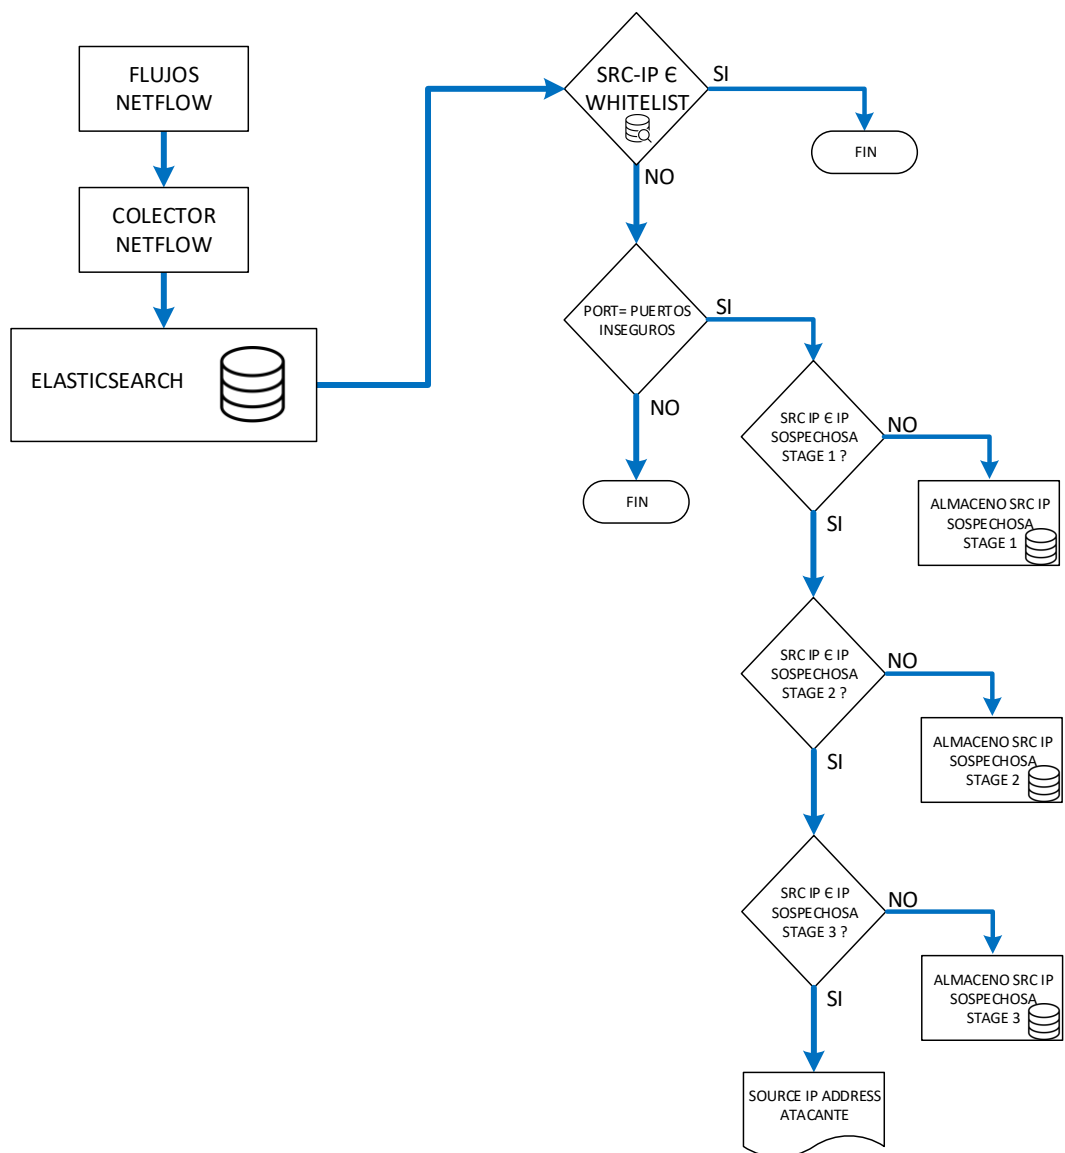 FLUJOS
NETFLOW
COLECTOR
NETFLOW
ELASTICSEARCH
SRC-IP Є
WHITELIST
SI
FIN
NO
PORT= PUERTOS
INSEGUROS
SI
NO
FIN
SRC IP Є IP
SOSPECHOSA
STAGE 1 ?
NO
ALMACENO SRC IP
SOSPECHOSA
STAGE 1
SI
SRC IP Є IP
SOSPECHOSA
STAGE 2 ?
NO
ALMACENO SRC IP
SOSPECHOSA
STAGE 2
SI
SRC IP Є IP
SOSPECHOSA
STAGE 3 ?
NO
ALMACENO SRC IP
SOSPECHOSA
STAGE 3
SI
SOURCE IP ADDRESS
ATACANTE